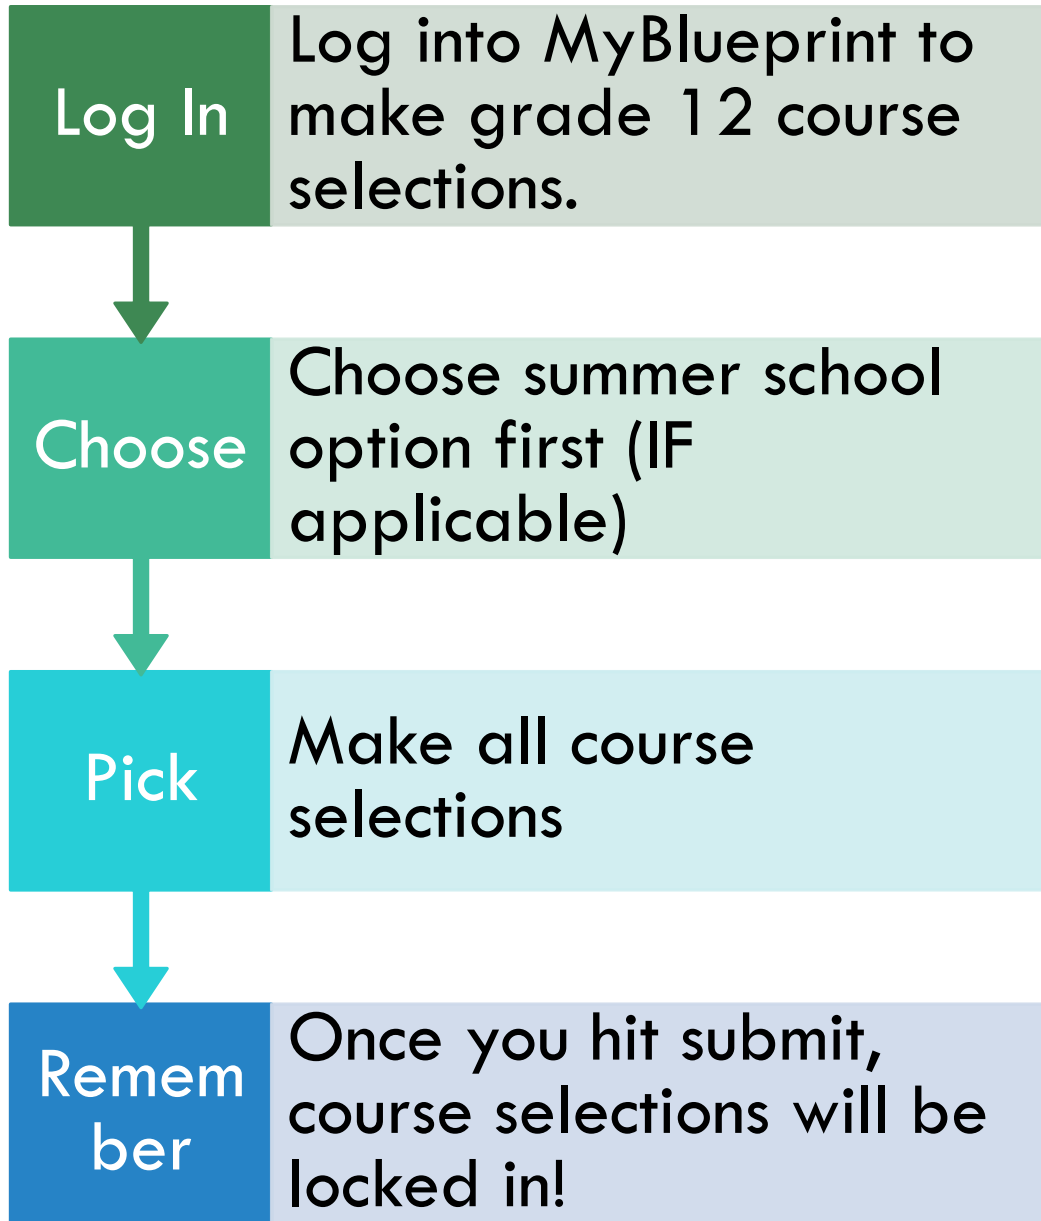 Log In
Log into MyBlueprint to
make grade 12 course
selections.
Choose
Choose summer school
option first (IF
applicable)
Pick
Make all course
selections
Remem
ber
Once you hit submit,
course selections will be
locked in!